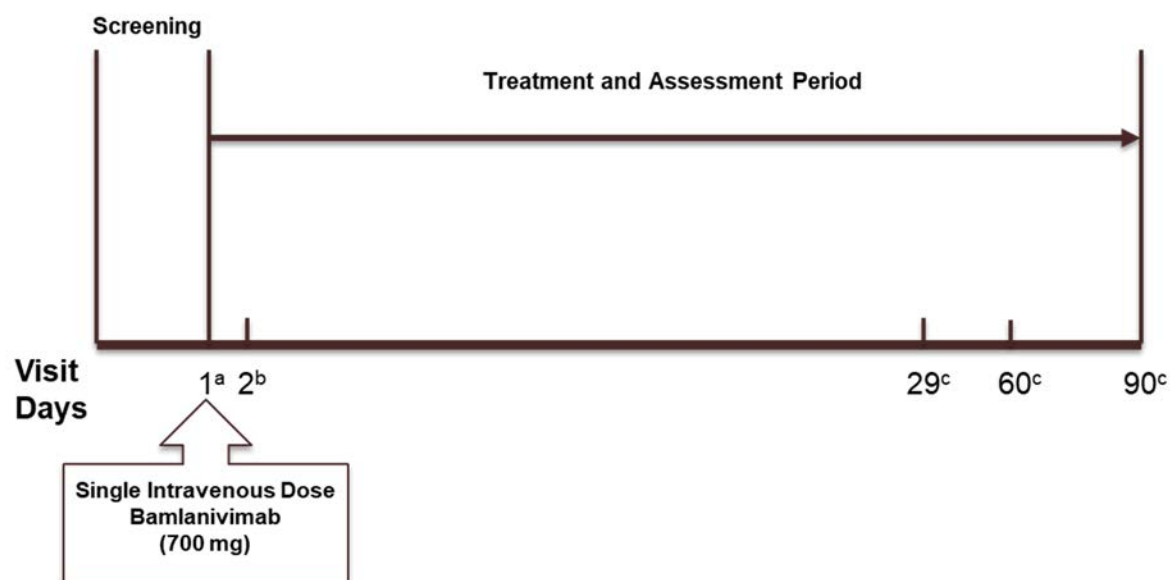 Screening
Treatment and Assessment Period
Visit
Days
1ᵃ 2ᵇ 29ᶜ 60ᶜ 90ᶜ
Single Intravenous Dose
Bamlanivimab
(700 mg)